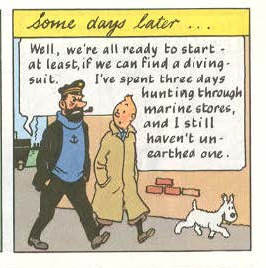 Some days later ...
Well, we're all ready to start -
at least, if we can find a diving-
suit. I've spent three days
hunting through
marine stores,
and I still
haven't un-
earthed one.